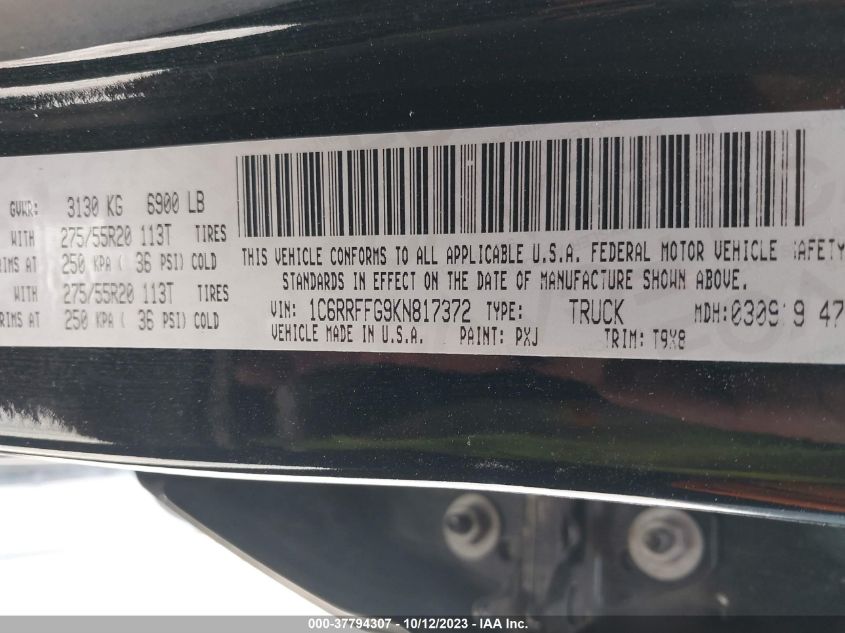 GVWR: 3130 KG 6900 LB
WITH 275/55R20 113T TIRES
RIMS AT 250 KPA ( 36 PSI) COLD
WITH 275/55R20 113T TIRES
RIMS AT 250 KPA ( 36 PSI) COLD
THIS VEHICLE CONFORMS TO ALL APPLICABLE U.S.A. FEDERAL MOTOR VEHICLE SAFETY
STANDARDS IN EFFECT ON THE DATE OF MANUFACTURE SHOWN ABOVE.
VIN: 1C6RRFFG9KN817372 TYPE: TRUCK MDH:
VEHICLE MADE IN U.S.A. PAINT: PXJ TRIM: T9X8
000-37794307 - 10/12/2023 - IAA Inc.